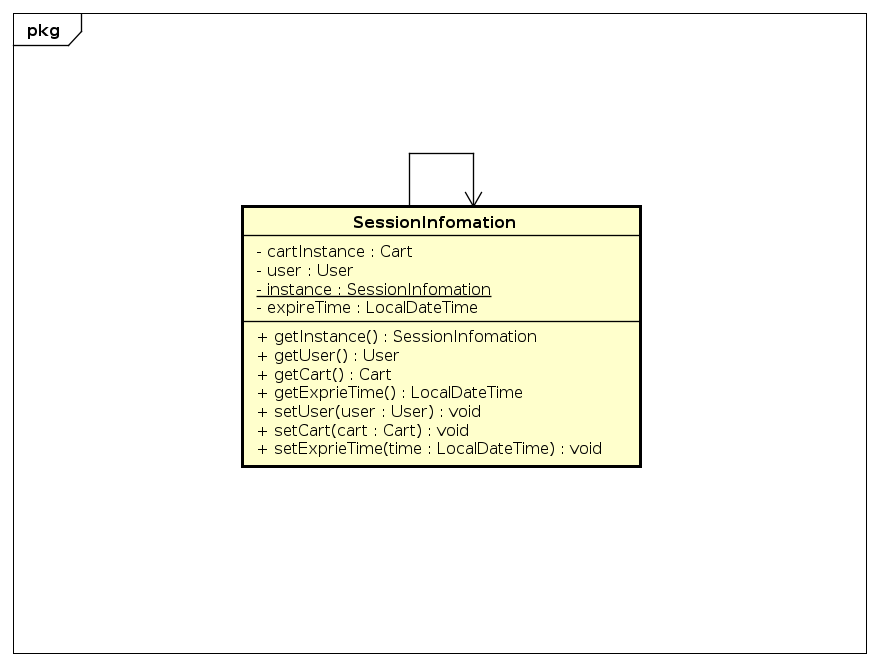 pkg
SessionInfomation
- cartInstance : Cart
- user : User
- instance : SessionInfomation
- expireTime : LocalDateTime
+ getInstance() : SessionInfomation
+ getUser() : User
+ getCart() : Cart
+ getExprieTime() : LocalDateTime
+ setUser(user : User) : void
+ setCart(cart : Cart) : void
+ setExprieTime(time : LocalDateTime) : void